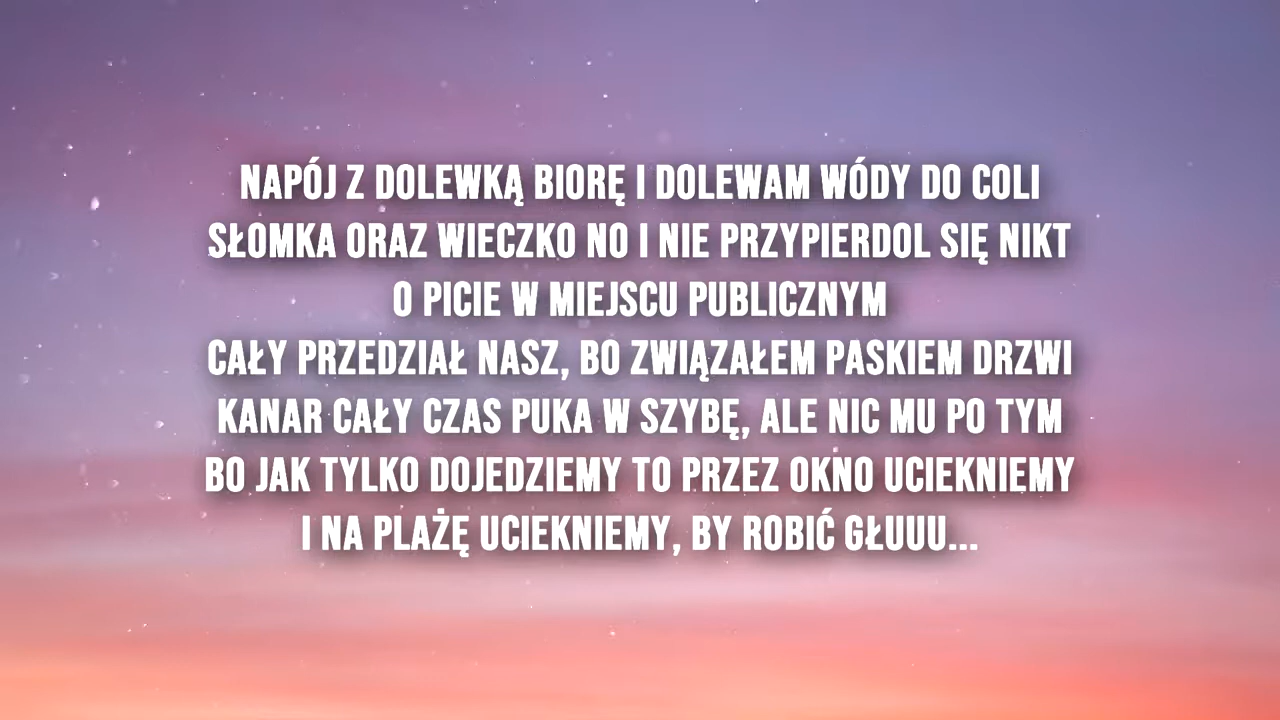 NAPÓJ Z DOLEWKĄ BIORĘ I DOLEWAM WÓDY DO COLI
SŁOMKA ORAZ WIECZKO NO I NIE PRZYPIERDOL SIĘ NIKT
O PICIE W MIEJSCU PUBLICZNYM
CAŁY PRZEDZIAŁ NASZ, BO ZWIĄZAŁEM PASKIEM DRZWI
KANAR CAŁY CZAS PUKA W SZYBĘ, ALE NIC MU PO TYM
BO JAK TYLKO DOJEDZIEMY TO PRZEZ OKNO UCIEKNIEMY
I NA PLAŻĘ UCIEKNIEMY, BY ROBIĆ GŁUUU...